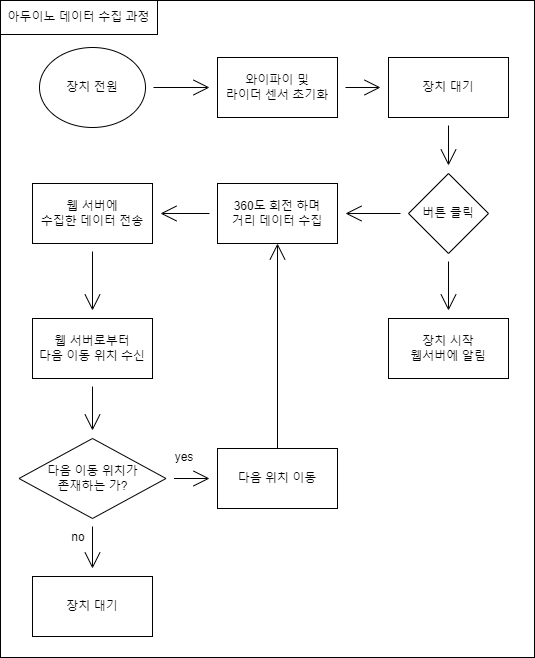 아두이노 데이터 수집 과정
장치 전원
와이파이 및
라이더 센서 초기화
장치 대기
버튼 클릭
360도 회전 하며
거리 데이터 수집
웹 서버에
수집한 데이터 전송
장치 시작
웹서버에 알림
웹 서버로부터
다음 이동 위치 수신
다음 이동 위치가
존재하는 가?
yes
다음 위치 이동
no
장치 대기